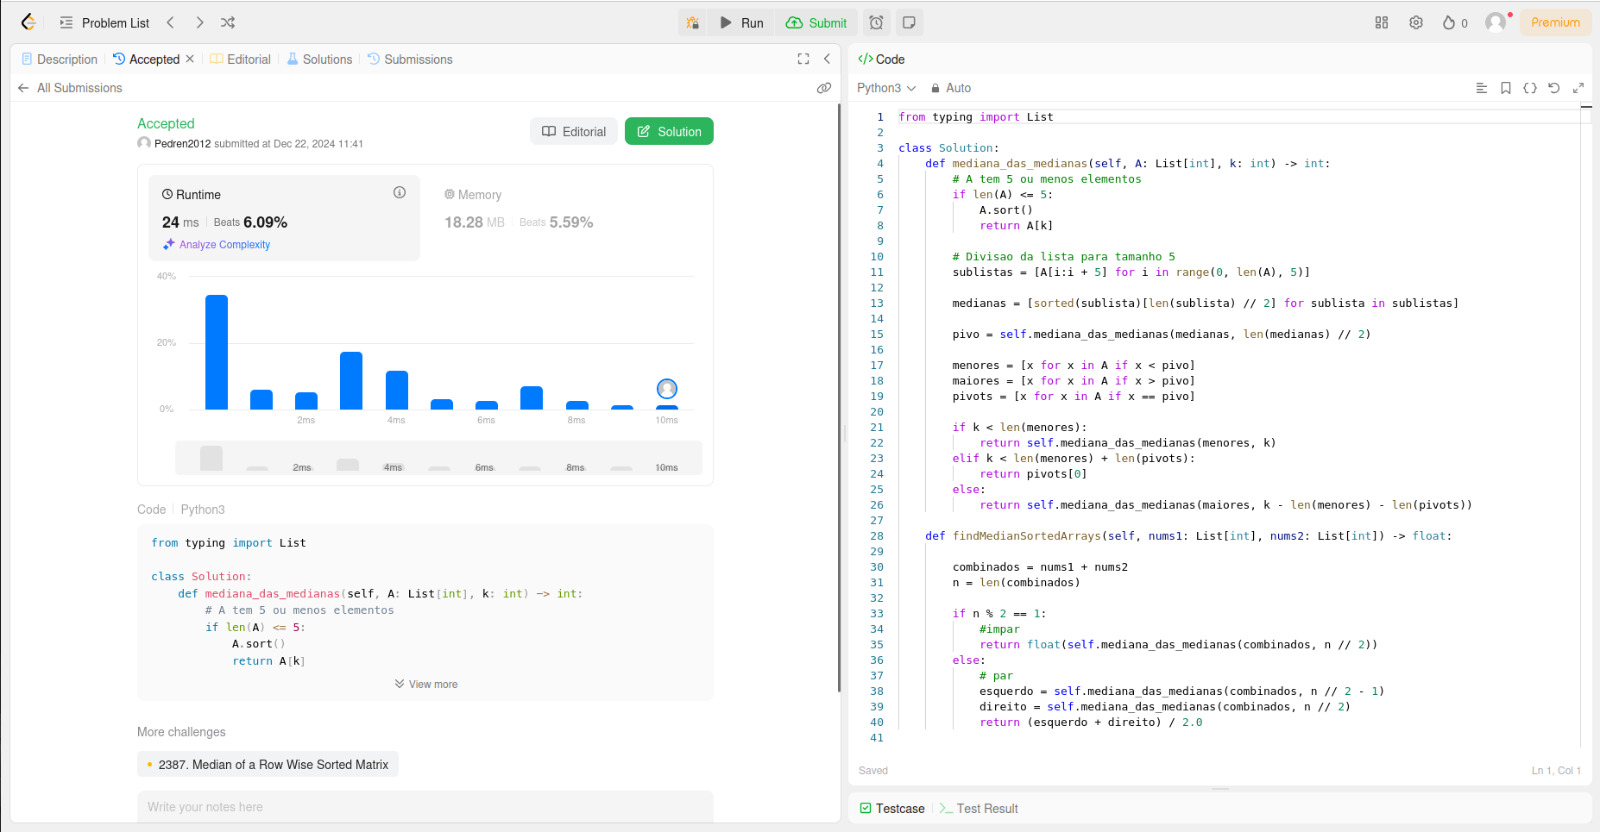 Problem List
Run
Submit
0
Premium
Description
Accepted
Editorial
Solutions
Submissions
All Submissions
Accepted
Pedren2012 submitted at Dec 22, 2024 11:41
Editorial
Solution
Runtime
24 ms | Beats 6.09%
Analyze Complexity
Memory
18.28 MB | Beats 5.59%
40%
20%
0%
2ms 4ms 6ms 8ms 10ms
2ms 4ms 6ms 8ms 10ms
Code | Python3
from typing import List
class Solution:
def mediana_das_medianas(self, A: List[int], k: int) -> int:
# A tem 5 ou menos elementos
if len(A) <= 5:
A.sort()
return A[k]
View more
More challenges
2387. Median of a Row Wise Sorted Matrix
Write your notes here
</> Code
Python3
Auto
1 from typing import List
2
3 class Solution:
4 def mediana_das_medianas(self, A: List[int], k: int) -> int:
5 # A tem 5 ou menos elementos
6 if len(A) <= 5:
7 A.sort()
8 return A[k]
9
10 # Divisao da lista para tamanho 5
11 sublistas = [A[i:i + 5] for i in range(0, len(A), 5)]
12
13 medianas = [sorted(sublista)[len(sublista) // 2] for sublista in sublistas]
14
15 pivo = self.mediana_das_medianas(medianas, len(medianas) // 2)
16
17 menores = [x for x in A if x < pivo]
18 maiores = [x for x in A if x > pivo]
19 pivots = [x for x in A if x == pivo]
20
21 if k < len(menores):
22 return self.mediana_das_medianas(menores, k)
23 elif k < len(menores) + len(pivots):
24 return pivots[0]
25 else:
26 return self.mediana_das_medianas(maiores, k - len(menores) - len(pivots))
27
28 def findMedianSortedArrays(self, nums1: List[int], nums2: List[int]) -> float:
29
30 combinados = nums1 + nums2
31 n = len(combinados)
32
33 if n % 2 == 1:
34 #impar
35 return float(self.mediana_das_medianas(combinados, n // 2))
36 else:
37 # par
38 esquerdo = self.mediana_das_medianas(combinados, n // 2 - 1)
39 direito = self.mediana_das_medianas(combinados, n // 2)
40 return (esquerdo + direito) / 2.0
41
Saved
Ln 1, Col 1
Testcase
Test Result